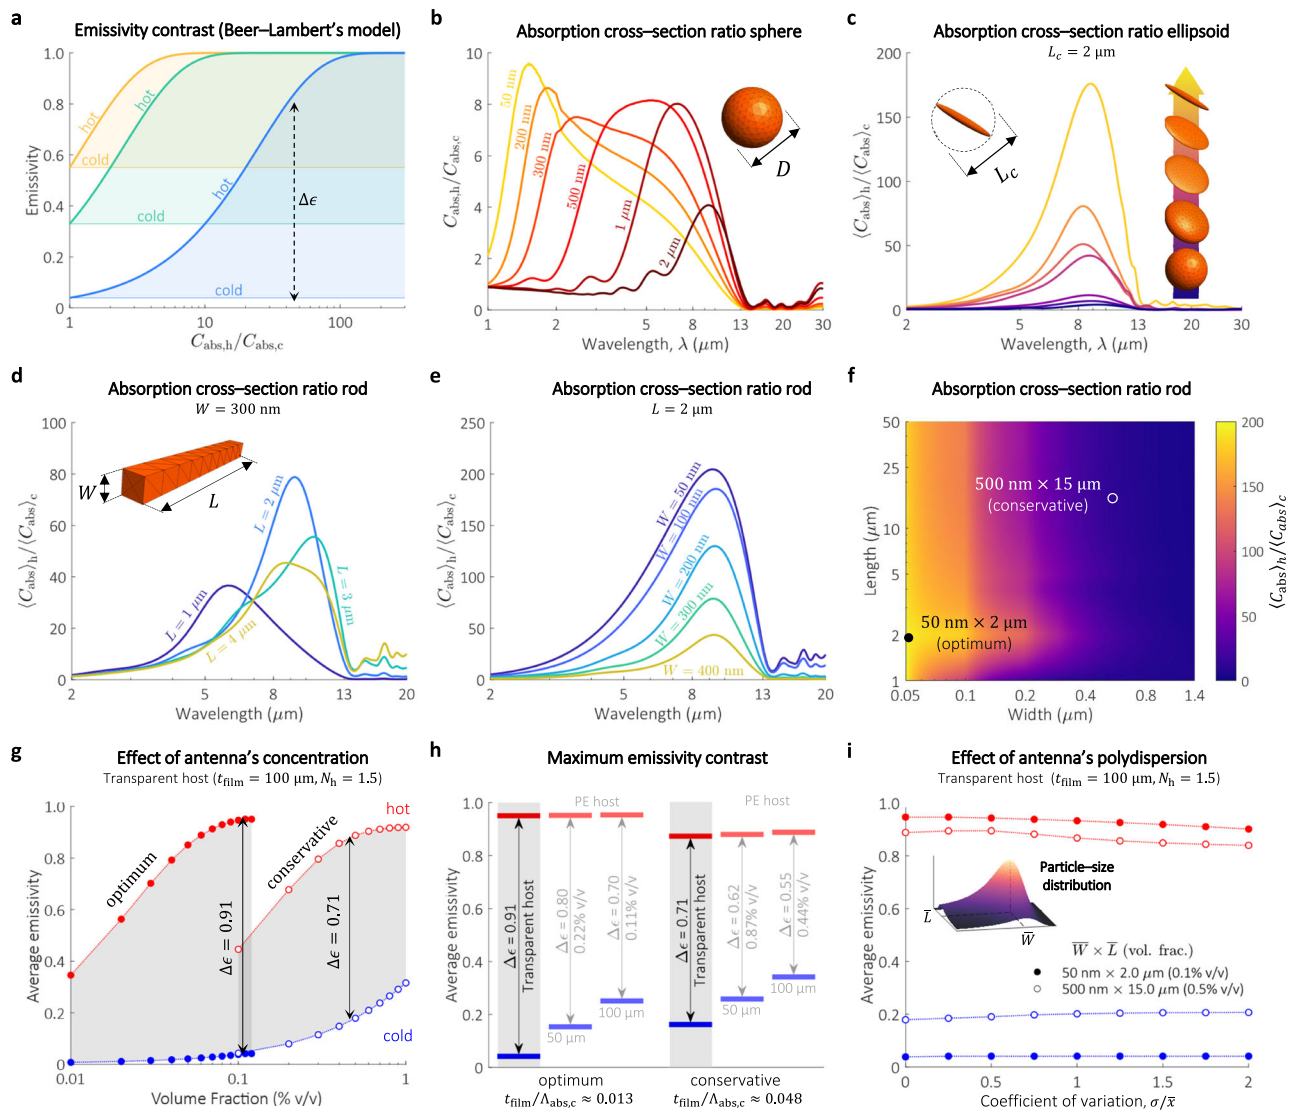 a
Emissivity contrast (Beer–Lambert's model)
Emissivity
1.0
0.8
0.6
0.4
0.2
0
hot
hot
hot
cold
cold
cold
Δϵ
1
10
100
C_abs,h/C_abs,c
b
Absorption cross–section ratio sphere
C_abs,h/C_abs,c
10
8
6
4
2
0
50 nm
200 nm
300 nm
500 nm
1 μm
2 μm
D
1
2
3
5
8
13
20
30
Wavelength, λ (μm)
c
Absorption cross–section ratio ellipsoid
L_c = 2 μm
⟨C_abs⟩_h/⟨C_abs⟩_c
200
150
100
50
0
L_c
2
5
8
13
20
30
Wavelength, λ (μm)
d
Absorption cross–section ratio rod
W = 300 nm
⟨C_abs⟩_h/⟨C_abs⟩_c
100
80
60
40
20
0
W
L
L = 1 μm
L = 2 μm
L = 3 μm
L = 4 μm
2
5
8
13
20
Wavelength (μm)
e
Absorption cross–section ratio rod
L = 2 μm
⟨C_abs⟩_h/⟨C_abs⟩_c
250
200
150
100
50
0
W = 50 nm
W = 100 nm
W = 200 nm
W = 300 nm
W = 400 nm
2
5
8
13
20
Wavelength (μm)
f
Absorption cross–section ratio rod
Length (μm)
50
25
10
5
2
1
500 nm × 15 μm
(conservative)
50 nm × 2 μm
(optimum)
0.05
0.1
0.2
0.4
0.8
1.4
Width (μm)
200
150
100
50
0
⟨C_abs⟩_h/⟨C_abs⟩_c
g
Effect of antenna's concentration
Transparent host (t_film = 100 μm, N_h = 1.5)
Average emissivity
1.0
0.8
0.6
0.4
0.2
0
optimum
conservative
hot
cold
Δϵ = 0.91
Δϵ = 0.71
0.01
0.1
1
Volume Fraction (% v/v)
h
Maximum emissivity contrast
Average emissivity
1.0
0.8
0.6
0.4
0.2
0
PE host
PE host
Δϵ = 0.91
Transparent host
Δϵ = 0.80
0.22% v/v
50 μm
Δϵ = 0.70
0.11% v/v
100 μm
Δϵ = 0.71
Transparent host
Δϵ = 0.62
0.87% v/v
50 μm
Δϵ = 0.55
0.44% v/v
100 μm
optimum
t_film/Λ_abs,c ≈ 0.013
conservative
t_film/Λ_abs,c ≈ 0.048
i
Effect of antenna's polydispersion
Transparent host (t_film = 100 μm, N_h = 1.5)
Average emissivity
1.0
0.8
0.6
0.4
0.2
0
Particle–size
distribution
L̅
W̅
W̅ × L̅ (vol. frac.)
50 nm × 2.0 μm (0.1% v/v)
500 nm × 15.0 μm (0.5% v/v)
0
0.5
1
1.5
2
Coefficient of variation, σ/x̅